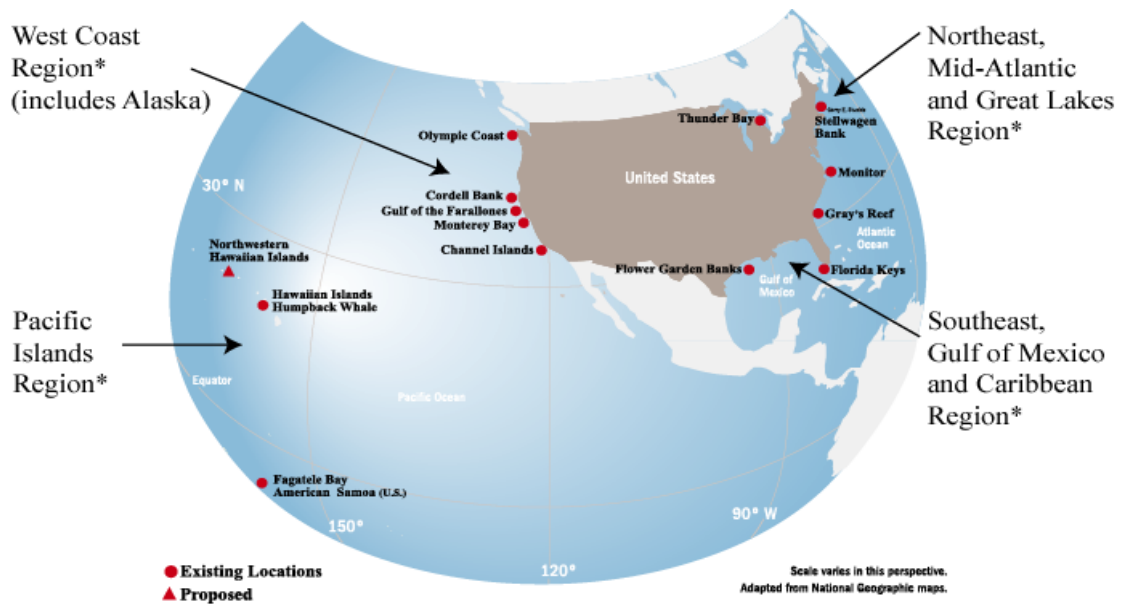 West Coast
Region*
(includes Alaska)
Northeast,
Mid-Atlantic
and Great Lakes
Region*
Thunder Bay
Gerry E. Studds
Stellwagen
Bank
Olympic Coast
Monitor
United States
30° N
Cordell Bank
Gulf of the Farallones
Monterey Bay
Gray's Reef
Atlantic
Ocean
Northwestern
Hawaiian Islands
Channel Islands
Flower Garden Banks
Florida Keys
Gulf of
Mexico
Hawaiian Islands
Humpback Whale
Pacific
Islands
Region*
Southeast,
Gulf of Mexico
and Caribbean
Region*
Equator
Pacific Ocean
Fagatele Bay
American Samoa (U.S.)
150°
90° W
120°
Existing Locations
Proposed
Scale varies in this perspective.
Adapted from National Geographic maps.